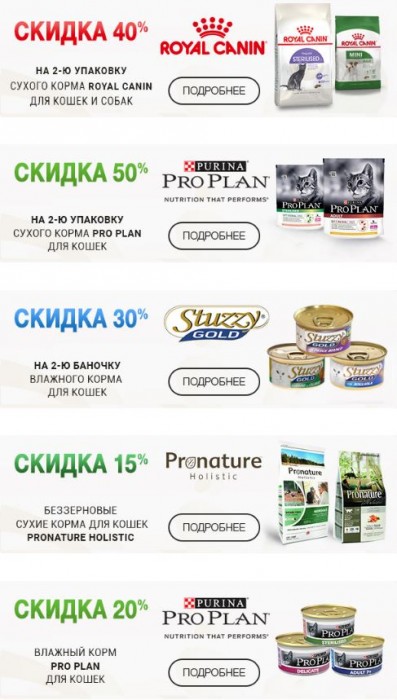 СКИДКА 40%
НА 2-Ю УПАКОВКУ
СУХОГО КОРМА ROYAL CANIN
ДЛЯ КОШЕК И СОБАК
ROYAL CANIN
ПОДРОБНЕЕ
ROYAL CANIN
STERILISED
MINI
СКИДКА 50%
НА 2-Ю УПАКОВКУ
СУХОГО КОРМА PRO PLAN
ДЛЯ КОШЕК
PURINA
PRO PLAN
NUTRITION THAT PERFORMS®
ПОДРОБНЕЕ
PRO PLAN
PRO PLAN
ADULT
СКИДКА 30%
НА 2-Ю БАНОЧКУ
ВЛАЖНОГО КОРМА
ДЛЯ КОШЕК
Stuzzy®
GOLD
ПОДРОБНЕЕ
Stuzzy
GOLD
Stuzzy
GOLD
Stuzzy
GOLD
СКИДКА 15%
БЕЗЗЕРНОВЫЕ
СУХИЕ КОРМА ДЛЯ КОШЕК
PRONATURE HOLISTIC
Pronature
Holistic
ПОДРОБНЕЕ
Pronature
Pronature
СКИДКА 20%
ВЛАЖНЫЙ КОРМ
PRO PLAN
ДЛЯ КОШЕК
PURINA
PRO PLAN
NUTRITION THAT PERFORMS®
ПОДРОБНЕЕ
PRO PLAN
STERILISED
PRO PLAN
DELICATE
PRO PLAN
ADULT 7+